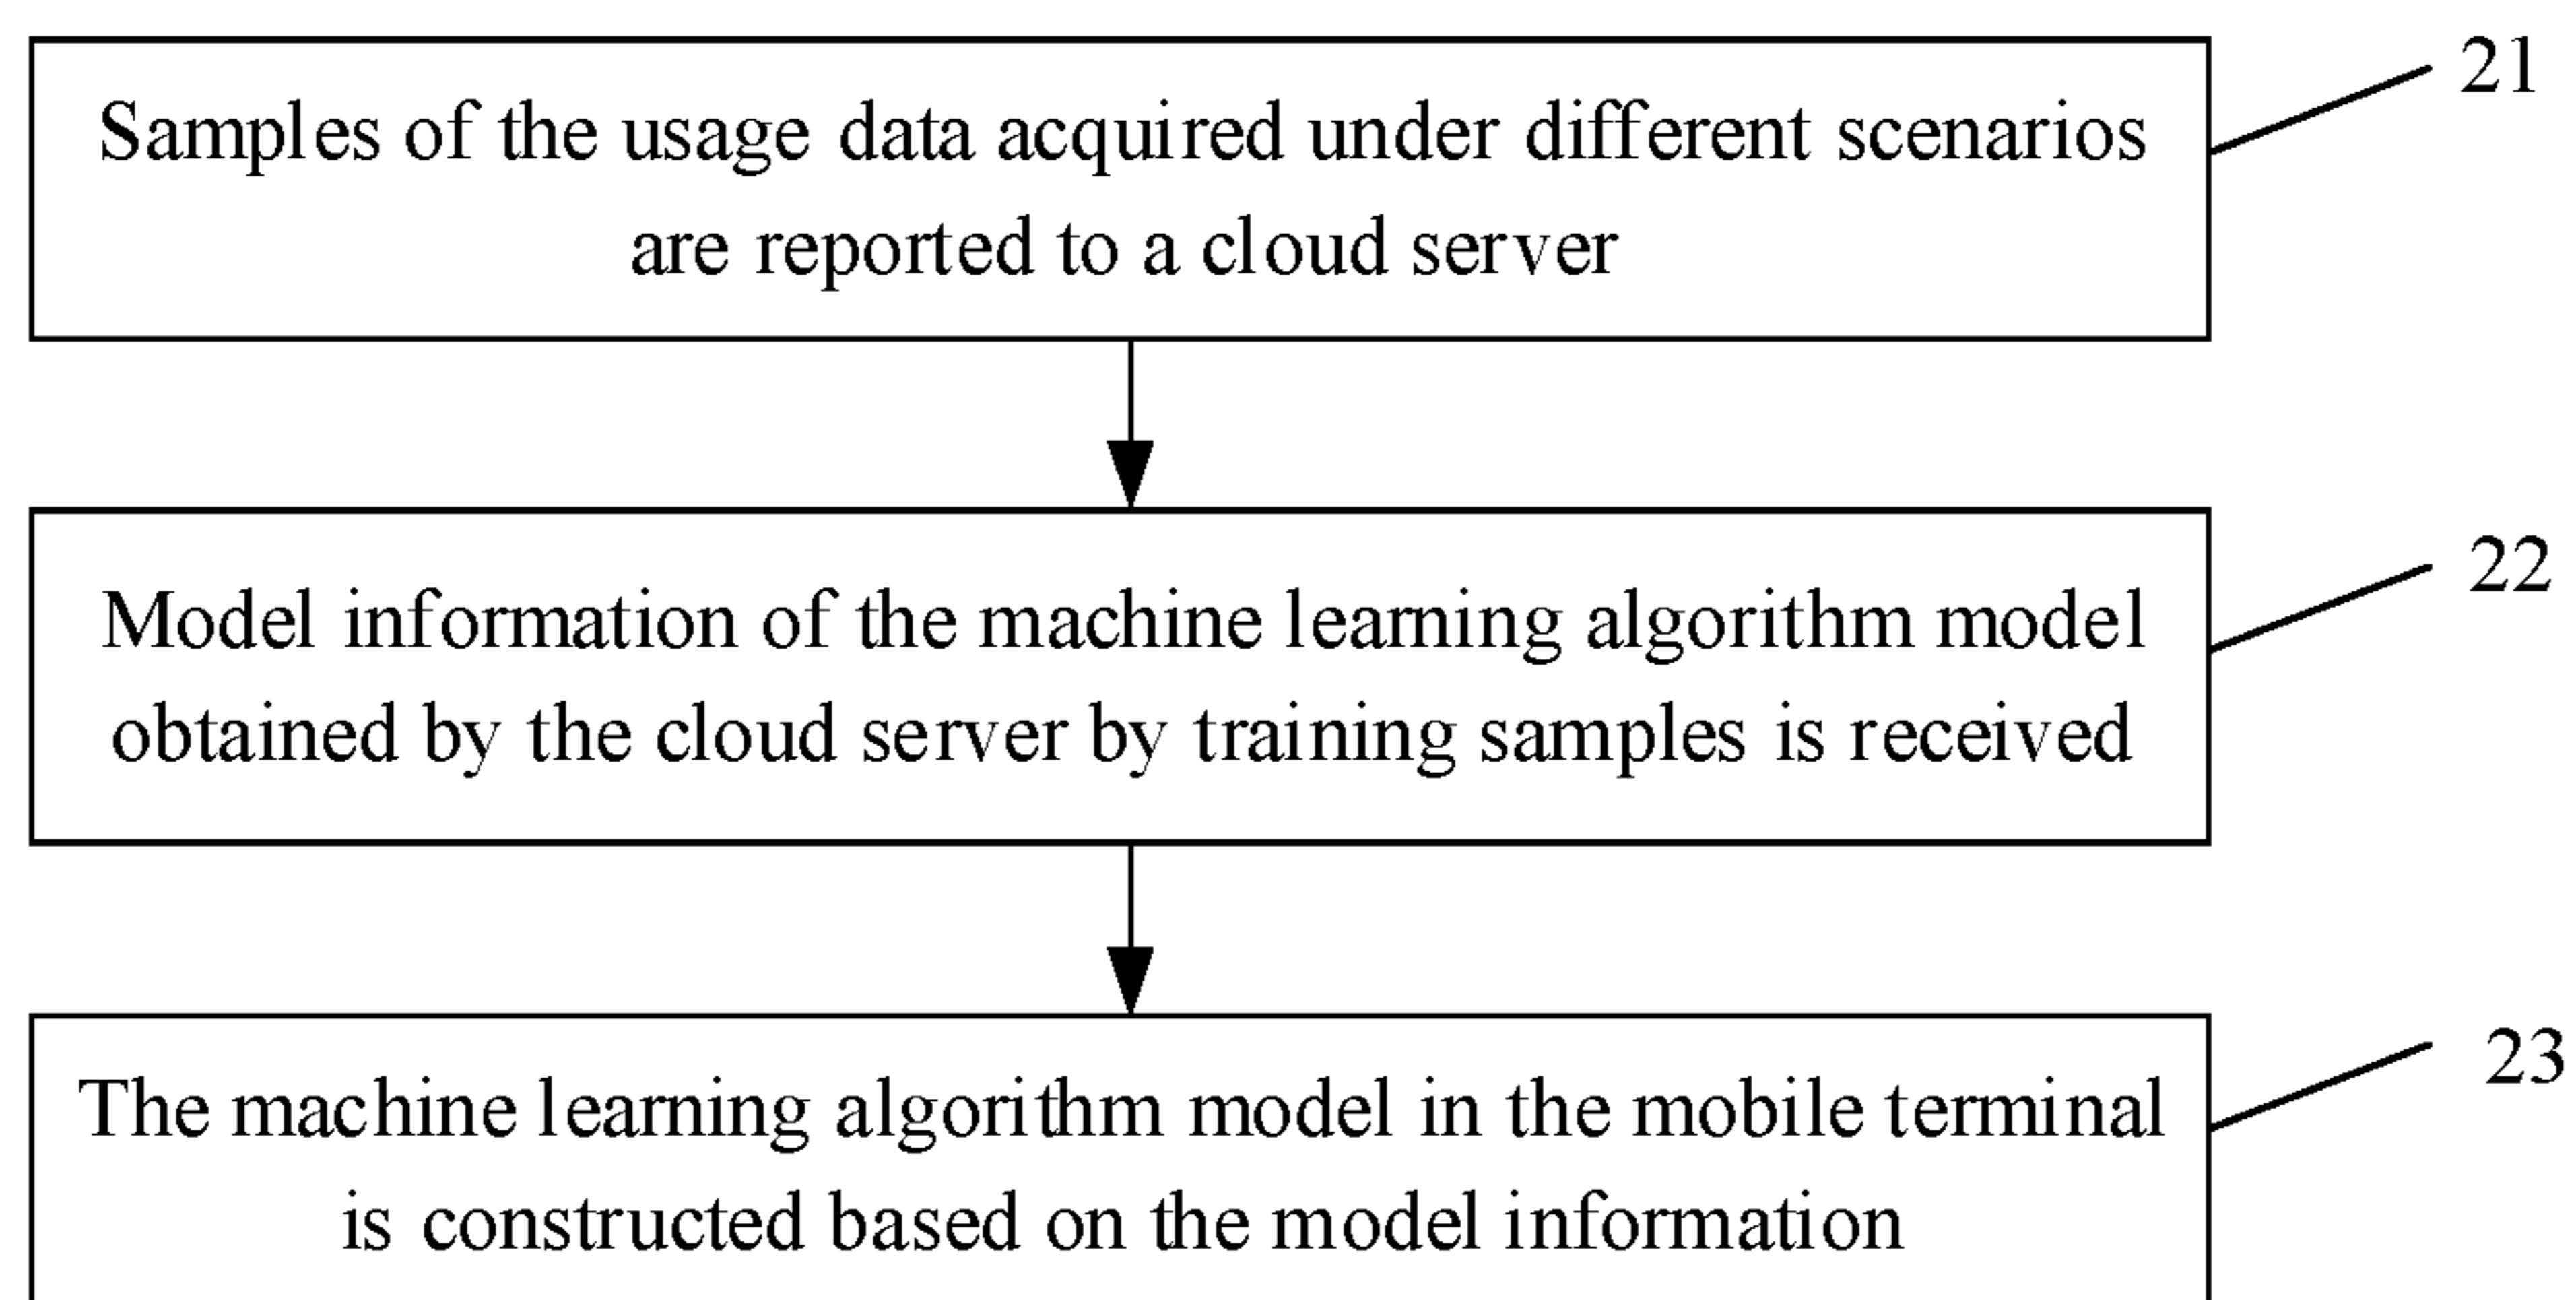 Samples of the usage data acquired under different scenarios
are reported to a cloud server
21
Model information of the machine learning algorithm model
obtained by the cloud server by training samples is received
22
The machine learning algorithm model in the mobile terminal
is constructed based on the model information
23